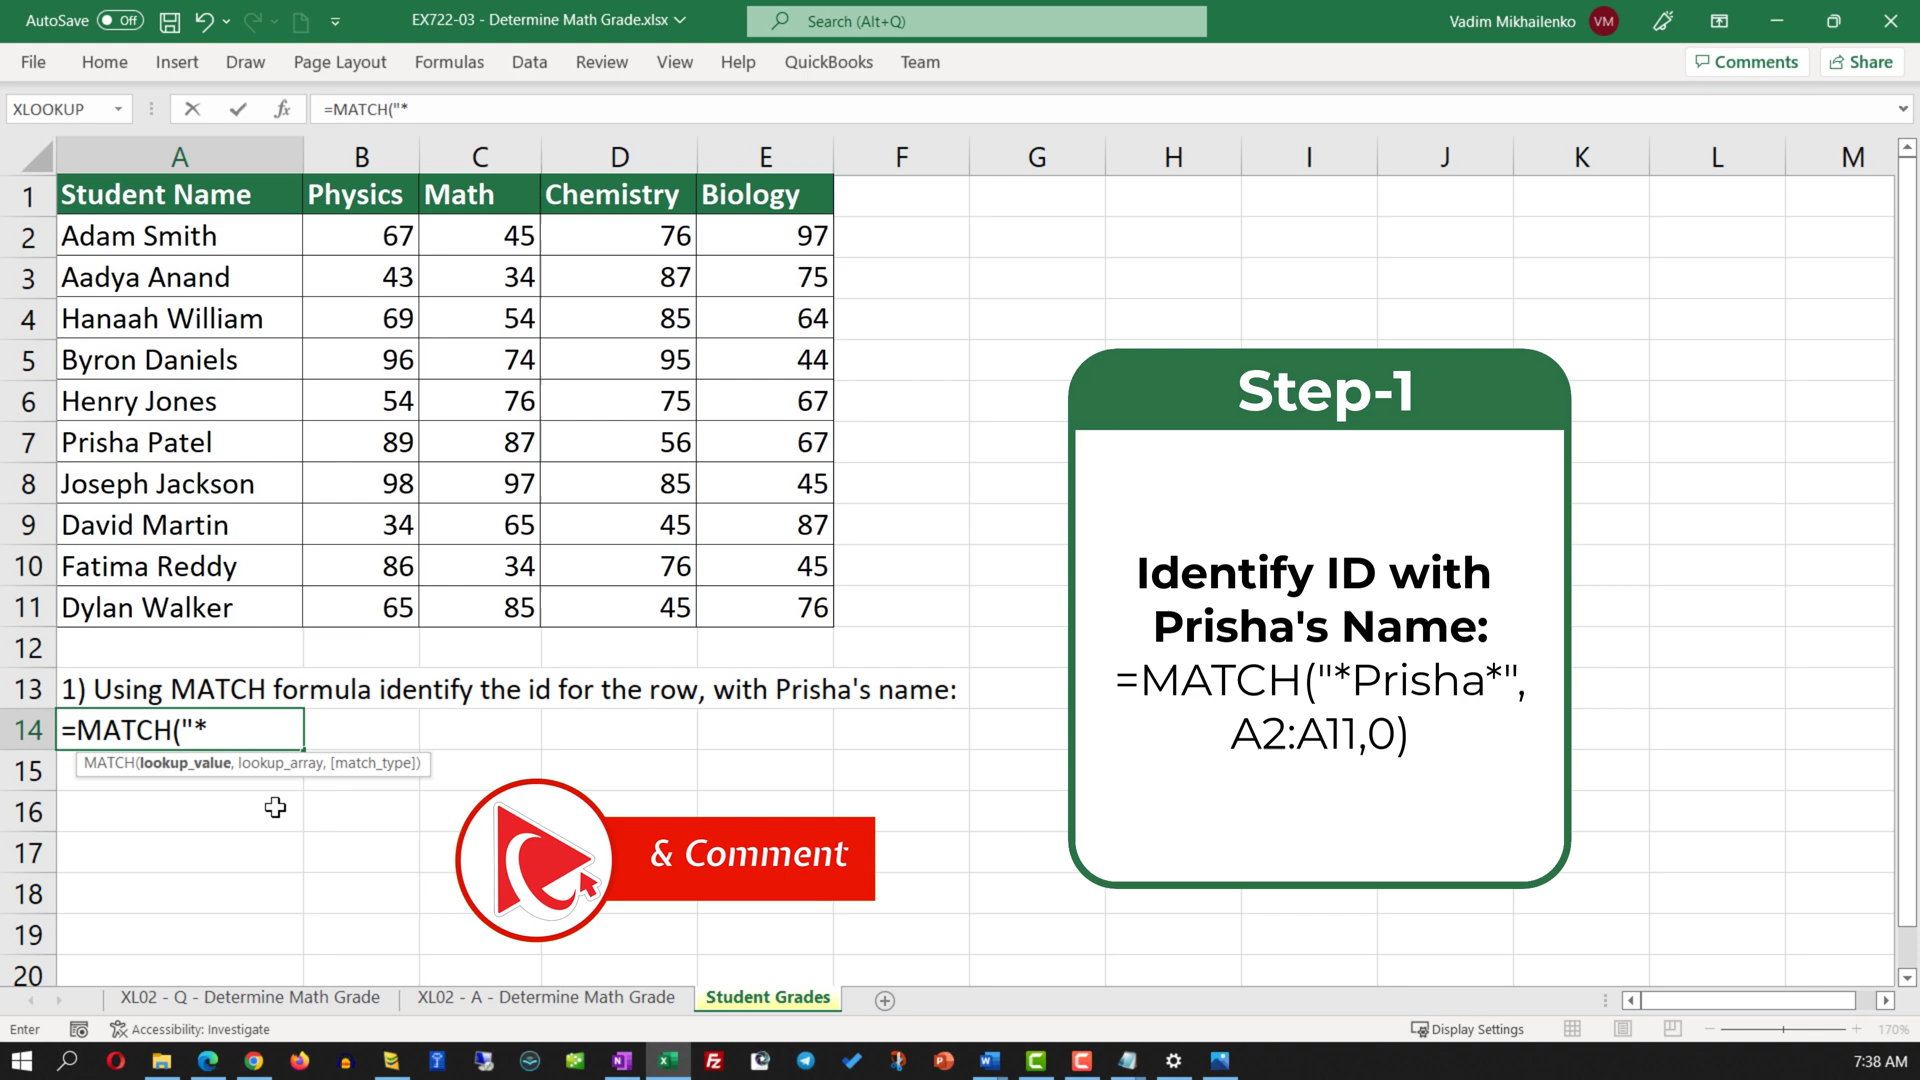 AutoSave Off EX722-03 - Determine Math Grade.xlsx Search (Alt+Q) Vadim Mikhailenko VM
File Home Insert Draw Page Layout Formulas Data Review View Help QuickBooks Team Comments Share
XLOOKUP fx =MATCH("*
A B C D E F G H I J K L M
1 Student Name Physics Math Chemistry Biology
2 Adam Smith 67 45 76 97
3 Aadya Anand 43 34 87 75
4 Hanaah William 69 54 85 64
5 Byron Daniels 96 74 95 44
6 Henry Jones 54 76 75 67
7 Prisha Patel 89 87 56 67
8 Joseph Jackson 98 97 85 45
9 David Martin 34 65 45 87
10 Fatima Reddy 86 34 76 45
11 Dylan Walker 65 85 45 76
12
13 1) Using MATCH formula identify the id for the row, with Prisha's name:
14 =MATCH("*
MATCH(lookup_value, lookup_array, [match_type])
15
16
17
18
19
20
Step-1
Identify ID with
Prisha's Name:
=MATCH("*Prisha*",
A2:A11,0)
& Comment
XL02 - Q - Determine Math Grade XL02 - A - Determine Math Grade Student Grades
Enter Accessibility: Investigate Display Settings 170%
7:38 AM